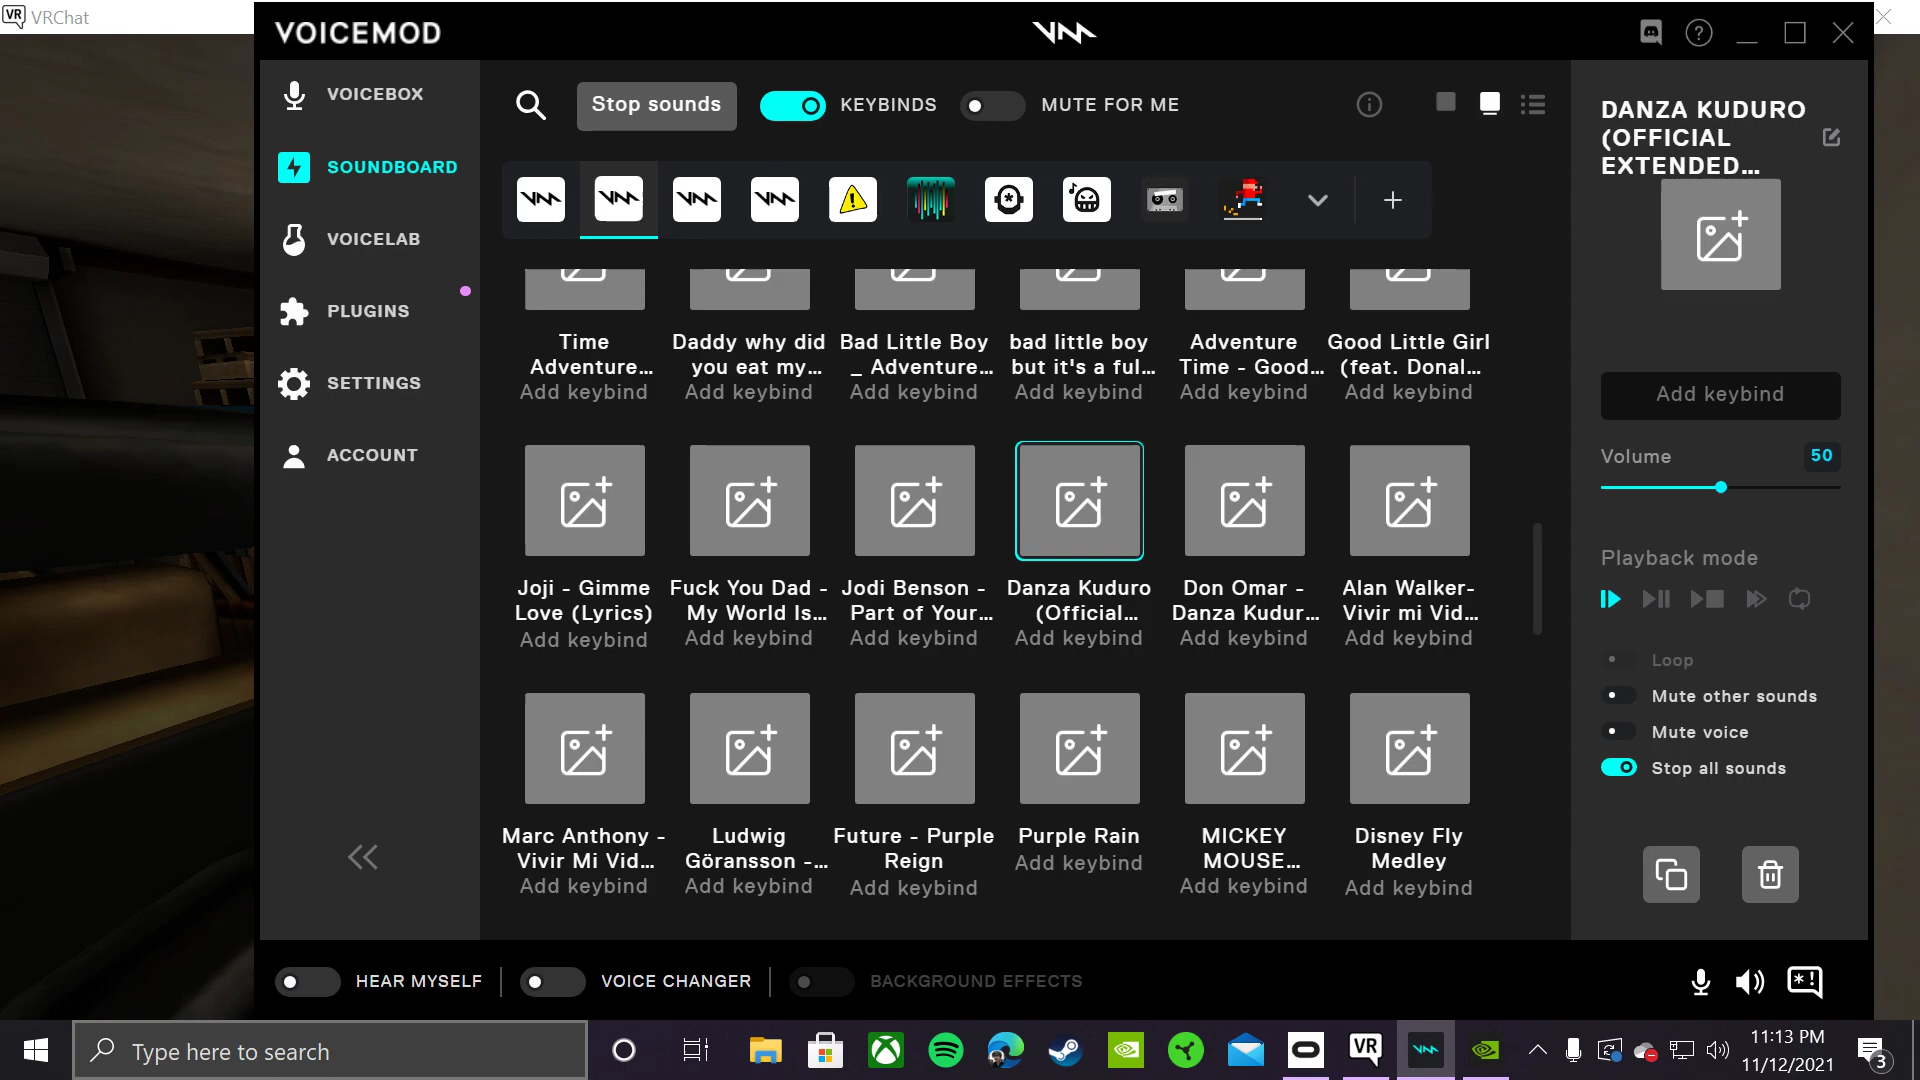 VR VRChat
VOICEMOD
VOICEBOX
SOUNDBOARD
VOICELAB
PLUGINS
SETTINGS
ACCOUNT
Stop sounds
KEYBINDS
MUTE FOR ME
Time Adventure...
Add keybind
Daddy why did you eat my...
Add keybind
Bad Little Boy _ Adventure...
Add keybind
bad little boy but it's a ful...
Add keybind
Adventure Time - Good...
Add keybind
Good Little Girl (feat. Donal...
Add keybind
Joji - Gimme Love (Lyrics)
Add keybind
Fuck You Dad - My World Is...
Add keybind
Jodi Benson - Part of Your...
Add keybind
Danza Kuduro (Official...
Add keybind
Don Omar - Danza Kudur...
Add keybind
Alan Walker- Vivir mi Vid...
Add keybind
Marc Anthony - Vivir Mi Vid...
Add keybind
Ludwig Göransson -...
Add keybind
Future - Purple Reign
Add keybind
Purple Rain
Add keybind
MICKEY MOUSE...
Add keybind
Disney Fly Medley
Add keybind
DANZA KUDURO
(OFFICIAL
EXTENDED...
Add keybind
Volume 50
Playback mode
Loop
Mute other sounds
Mute voice
Stop all sounds
HEAR MYSELF
VOICE CHANGER
BACKGROUND EFFECTS
Type here to search
VR
11:13 PM
11/12/2021
3